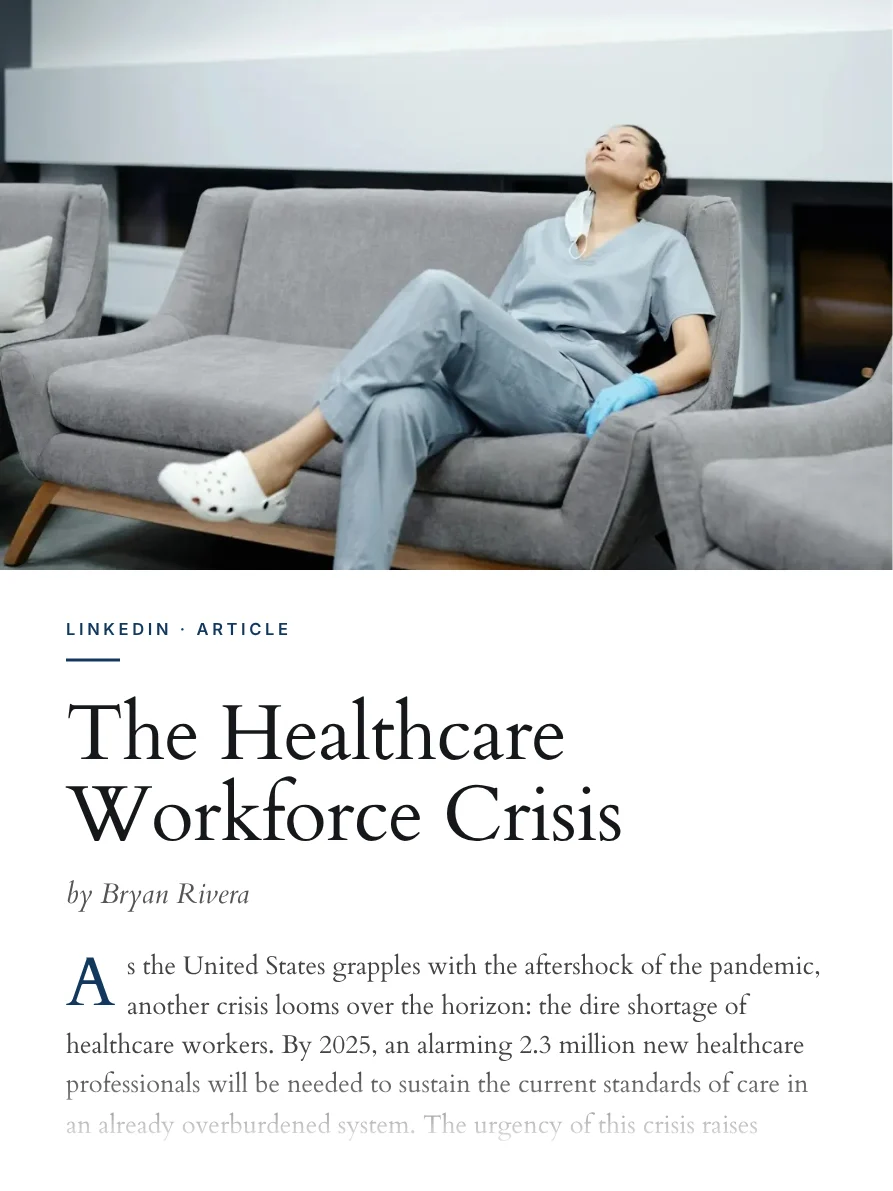 LINKEDIN · ARTICLE
The Healthcare
Workforce Crisis
by Bryan Rivera
As the United States grapples with the aftershock of the pandemic,
another crisis looms over the horizon: the dire shortage of
healthcare workers. By 2025, an alarming 2.3 million new healthcare
professionals will be needed to sustain the current standards of care in
an already overburdened system. The urgency of this crisis raises